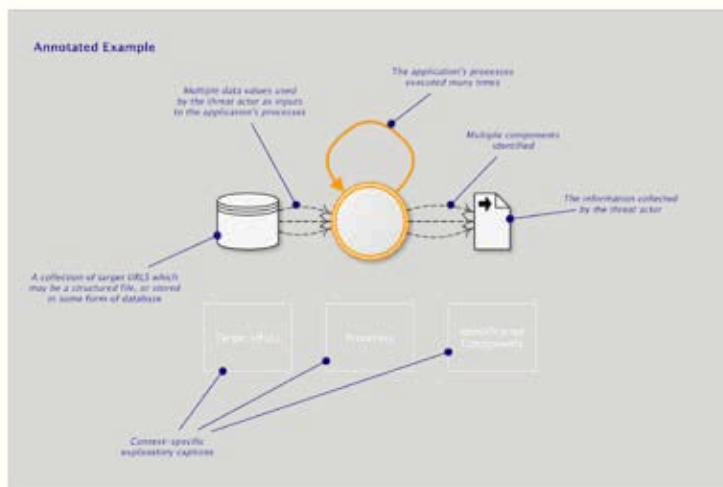 Annotated Example
The application's processes
executed many times
Multiple data values used
by the threat actor as inputs
to the application's processes
Multiple components
identified
The information collected
by the threat actor
A collection of target URLS which
may be a structured file, or stored
in some form of database
Target URL(s)
Processes
Identified
Components
Context-specific
explanatory captions